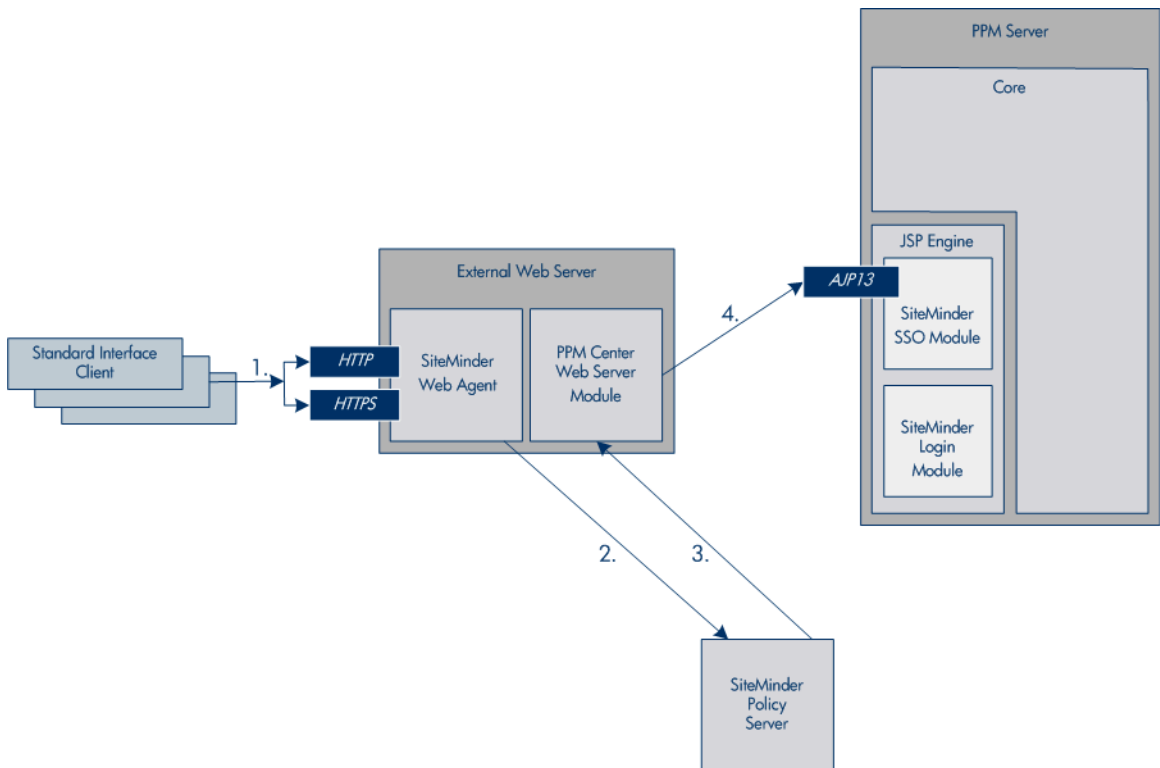 PPM Server
Core
JSP Engine
AJP13
SiteMinder
SSO Module
SiteMinder
Login
Module
External Web Server
SiteMinder
Web Agent
PPM Center
Web Server
Module
4.
Standard Interface
Client
1.
HTTP
HTTPS
2.
3.
SiteMinder
Policy
Server